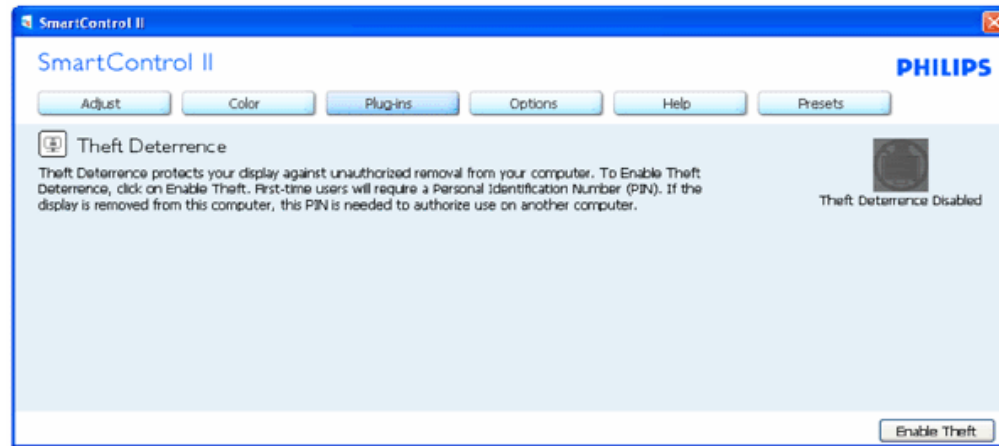 SmartControl II
SmartControl II
PHILIPS
Adjust Color Plug-ins Options Help Presets
Theft Deterrence
Theft Deterrence protects your display against unauthorized removal from your computer. To Enable Theft
Deterrence, click on Enable Theft. First-time users will require a Personal Identification Number (PIN). If the
display is removed from this computer, this PIN is needed to authorize use on another computer.
Theft Deterrence Disabled
Enable Theft